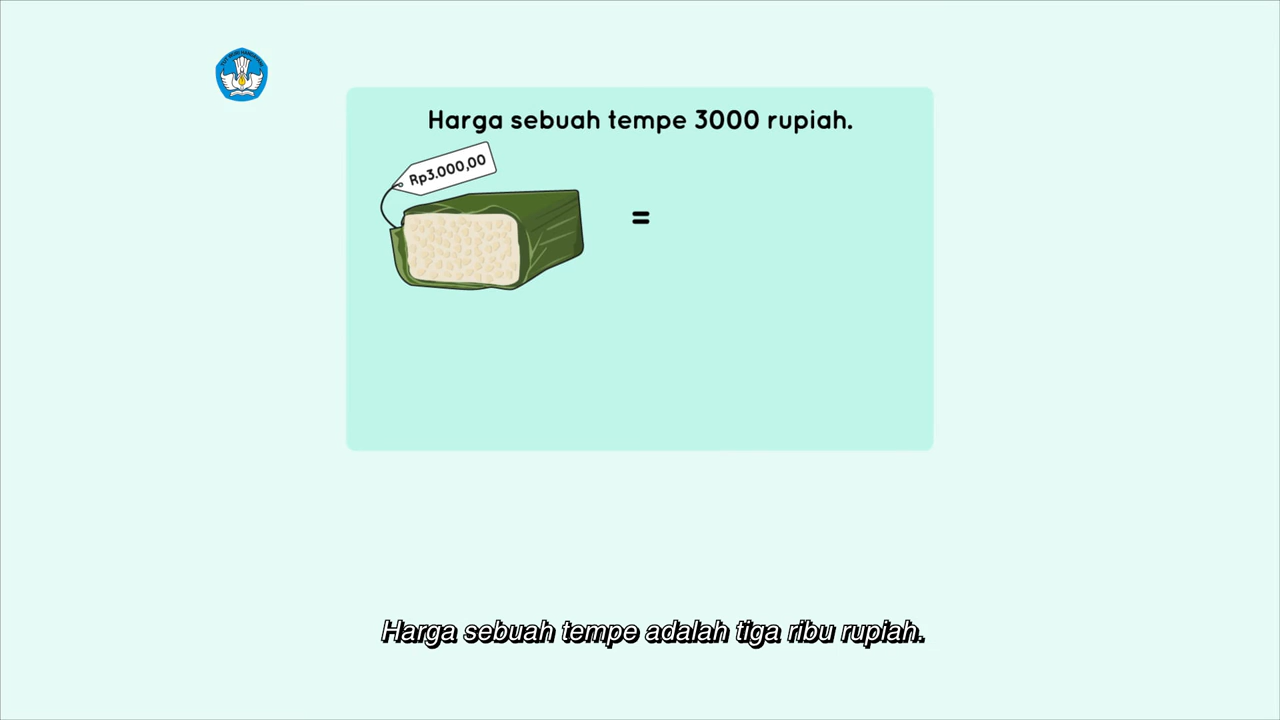 Harga sebuah tempe 3000 rupiah.
Rp3.000,00
=
Harga sebuah tempe adalah tiga ribu rupiah.